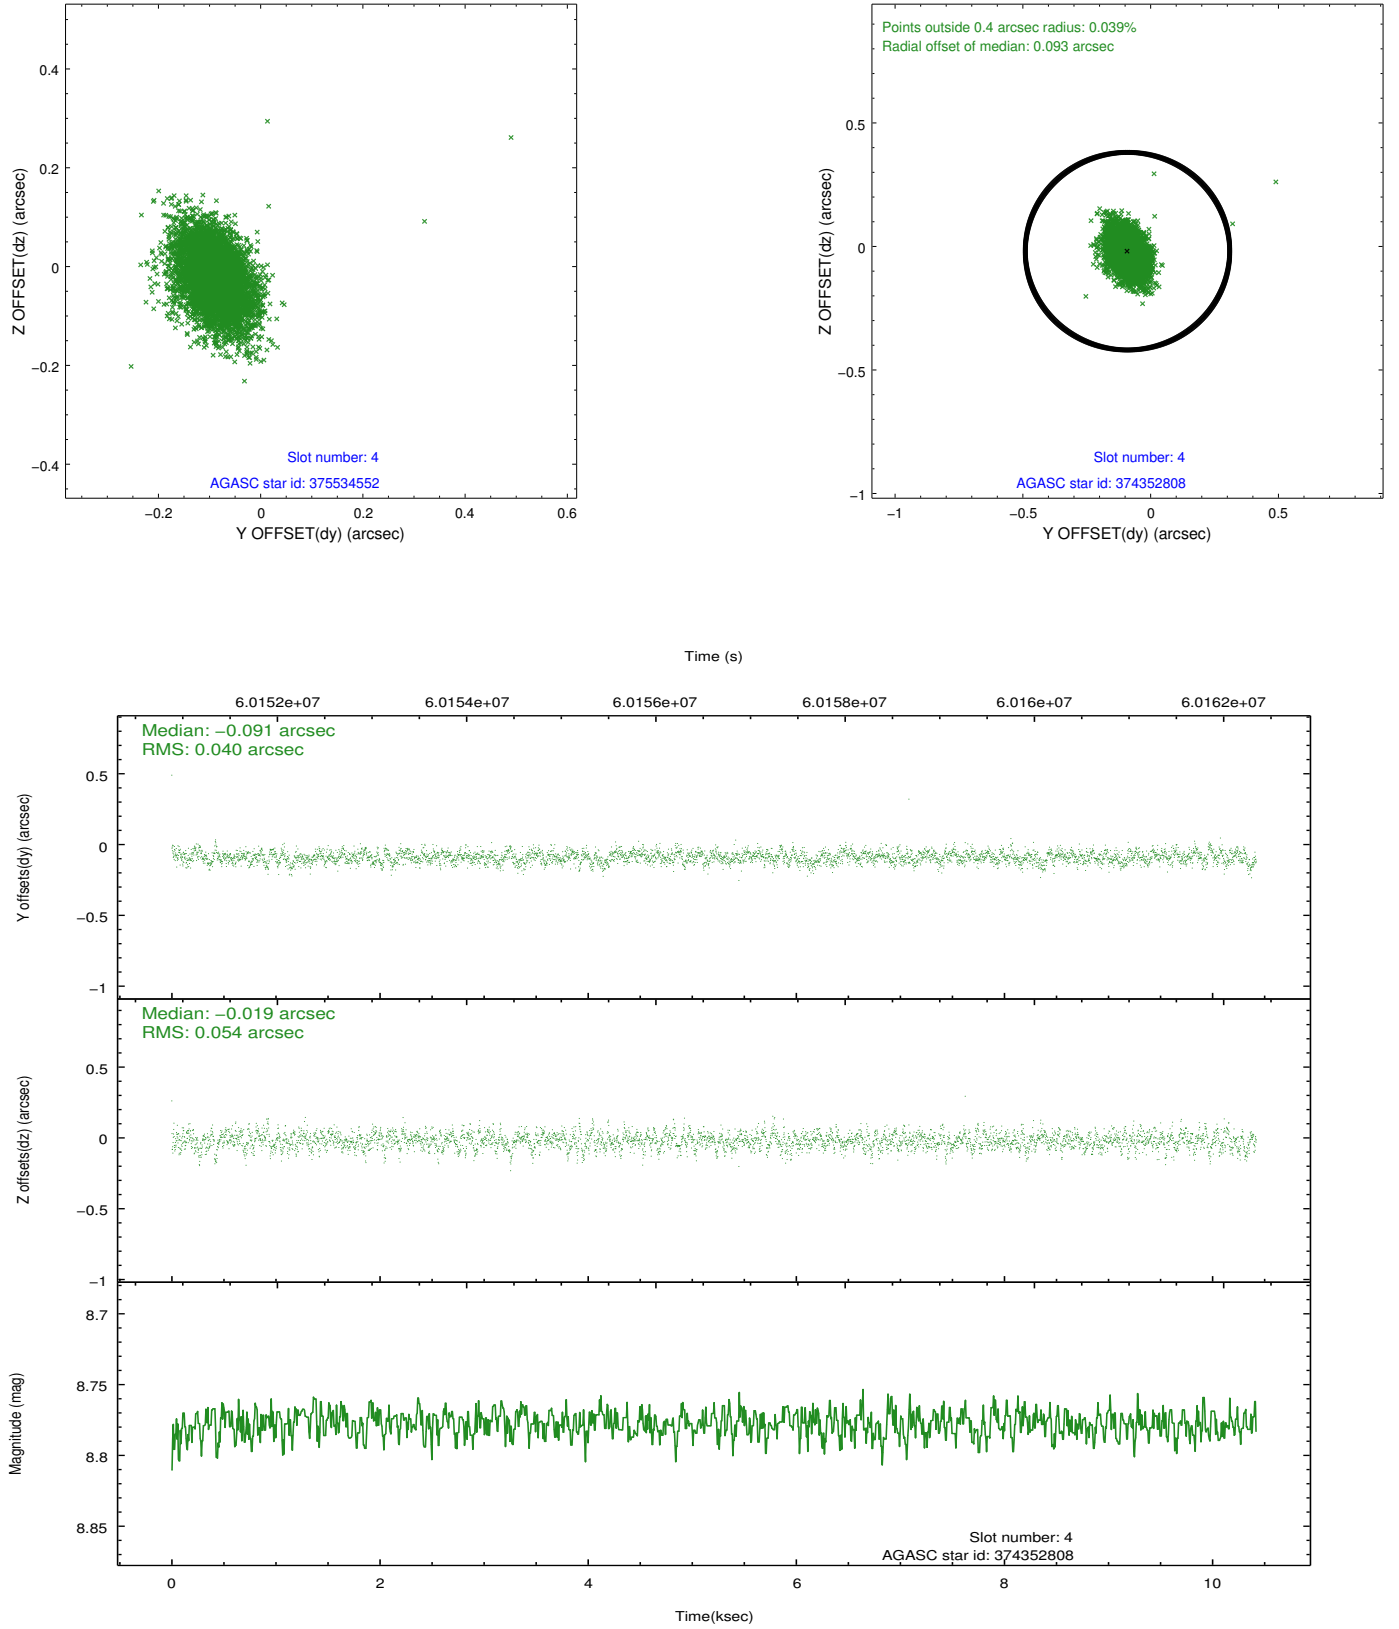 0.4
0.2
0
−0.2
−0.4
Z OFFSET(dz) (arcsec)
Slot number: 4
AGASC star id: 375534552
−0.2 0 0.2 0.4 0.6
Y OFFSET(dy) (arcsec)
Points outside 0.4 arcsec radius: 0.039%
Radial offset of median: 0.093 arcsec
0.5
0
−0.5
−1
Z OFFSET(dz) (arcsec)
Slot number: 4
AGASC star id: 374352808
−1 −0.5 0 0.5
Y OFFSET(dy) (arcsec)
Time (s)
6.0152e+07 6.0154e+07 6.0156e+07 6.0158e+07 6.016e+07 6.0162e+07
Median: −0.091 arcsec
RMS: 0.040 arcsec
0.5
0
−0.5
−1
Y offsets(dy) (arcsec)
Median: −0.019 arcsec
RMS: 0.054 arcsec
0.5
0
−0.5
−1
Z offsets(dz) (arcsec)
8.7
8.75
8.8
8.85
Magnitude (mag)
Slot number: 4
AGASC star id: 374352808
0 2 4 6 8 10
Time(ksec)